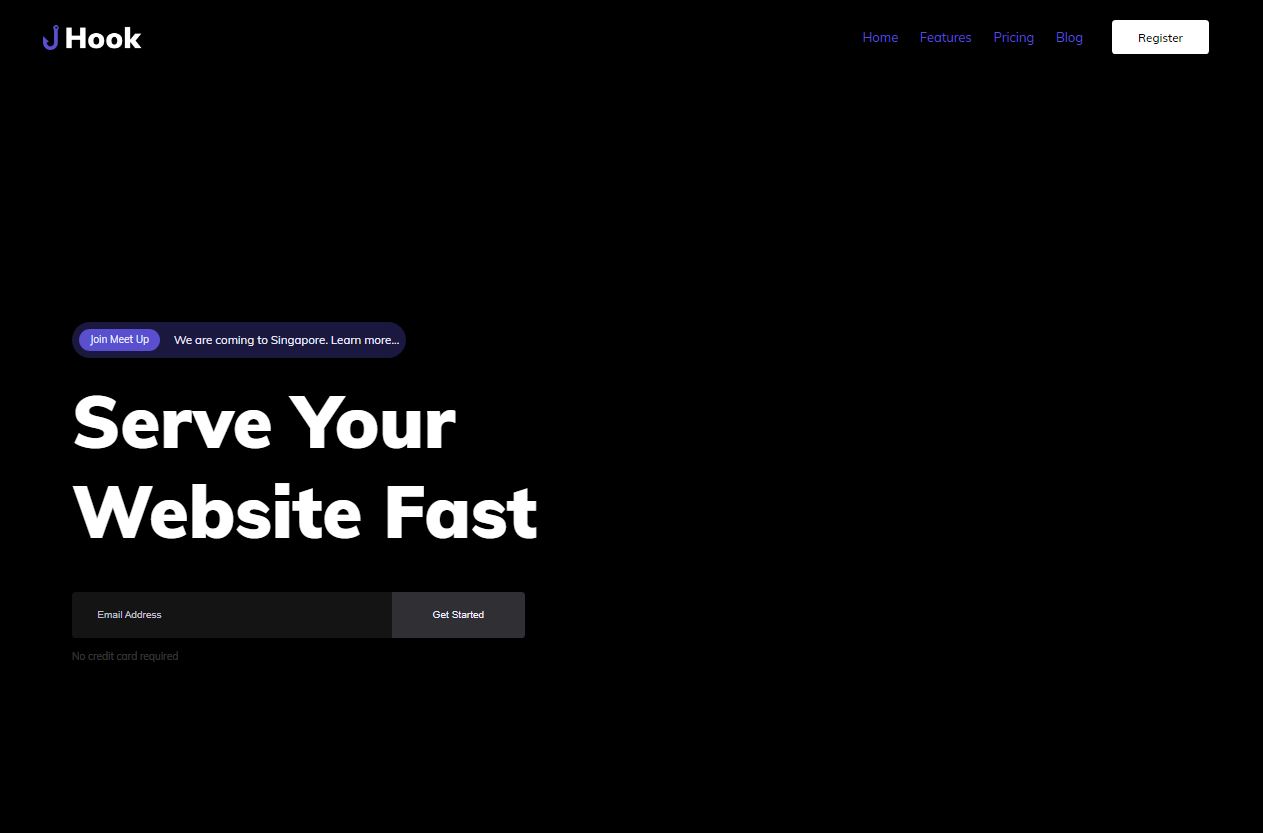 Hook
Home Features Pricing Blog Register
Join Meet Up We are coming to Singapore. Learn more...
Serve Your
Website Fast
Email Address Get Started
No credit card required